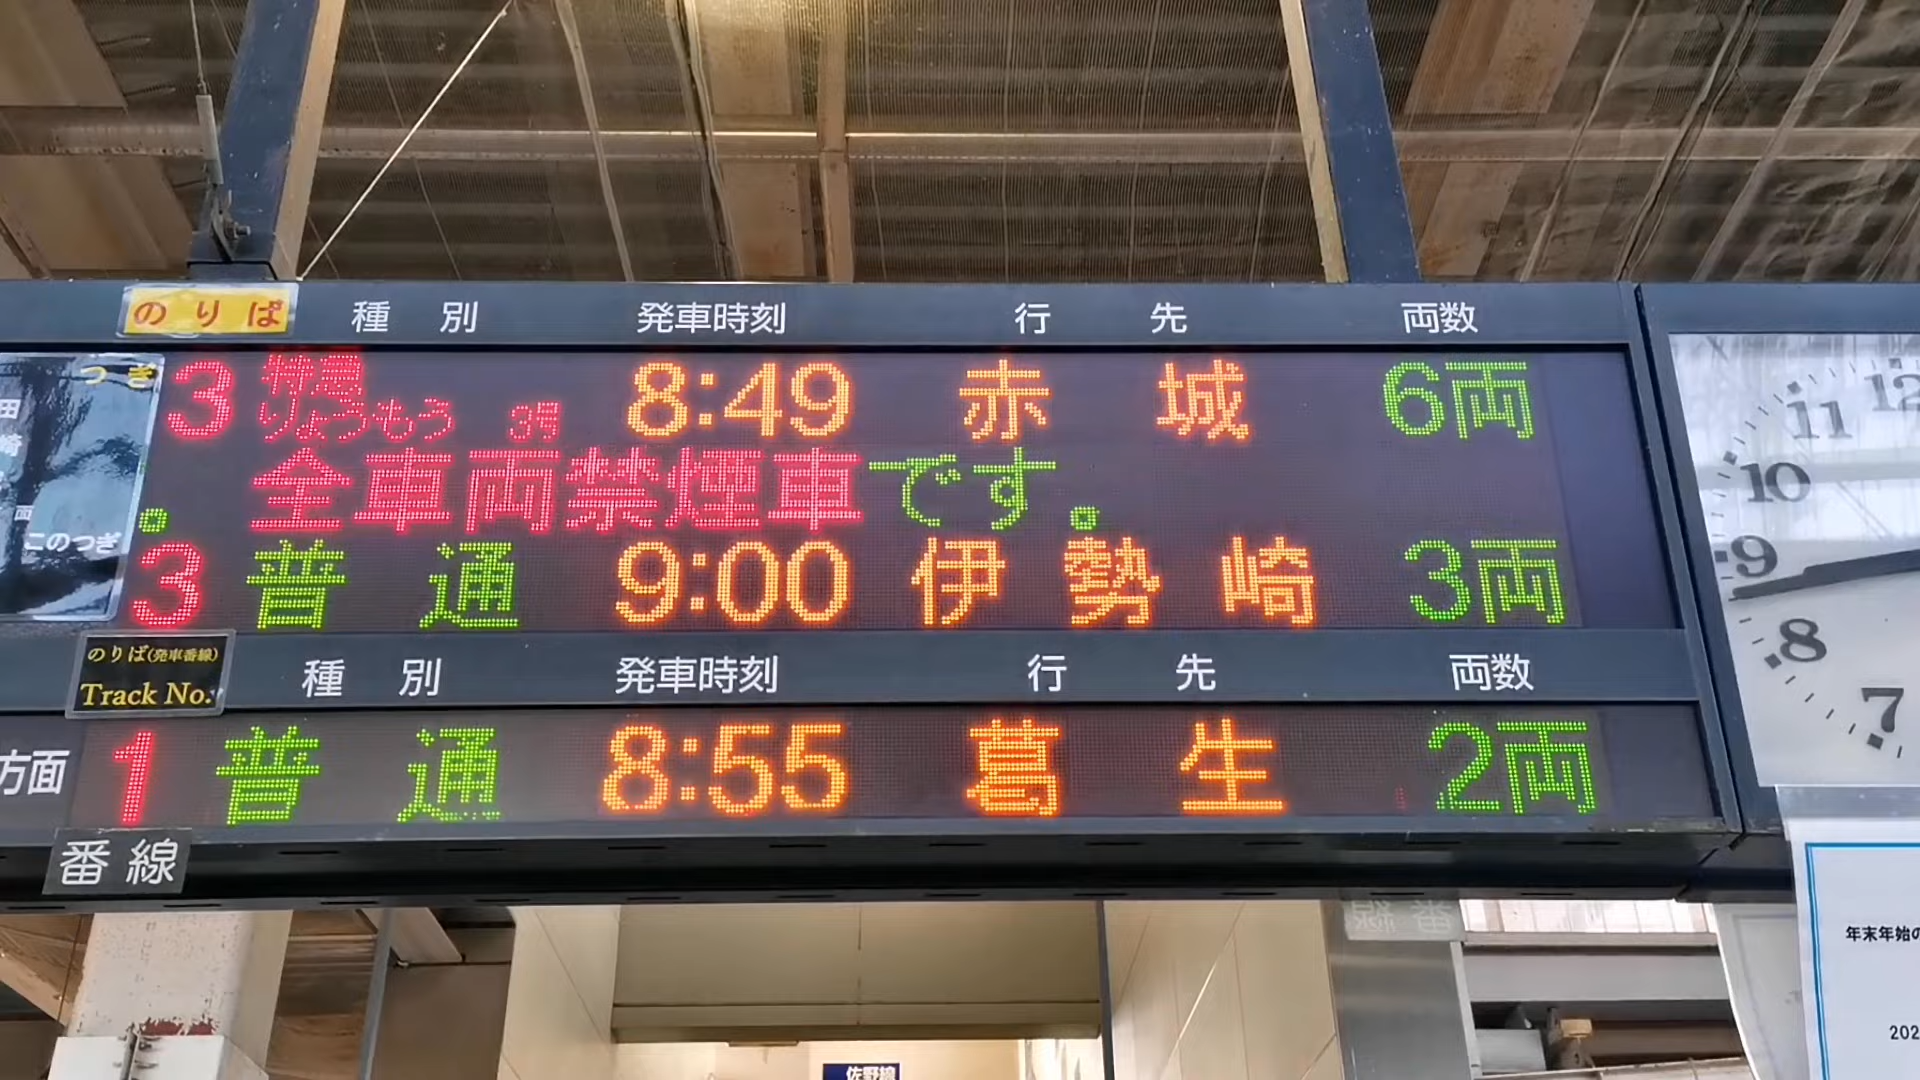 のりば 種別 発車時刻 行先 両数
つぎ 3 特急 りょうもう 3号 8:49 赤城 6両
。 全車両禁煙車です。
このつぎ 3 普通 9:00 伊勢崎 3両
のりば(発車番線) 種別 発車時刻 行先 両数
Track No.
方面 1 普通 8:55 葛生 2両
番線
12
11
10
9
8
7
年末年始の
202
佐野線